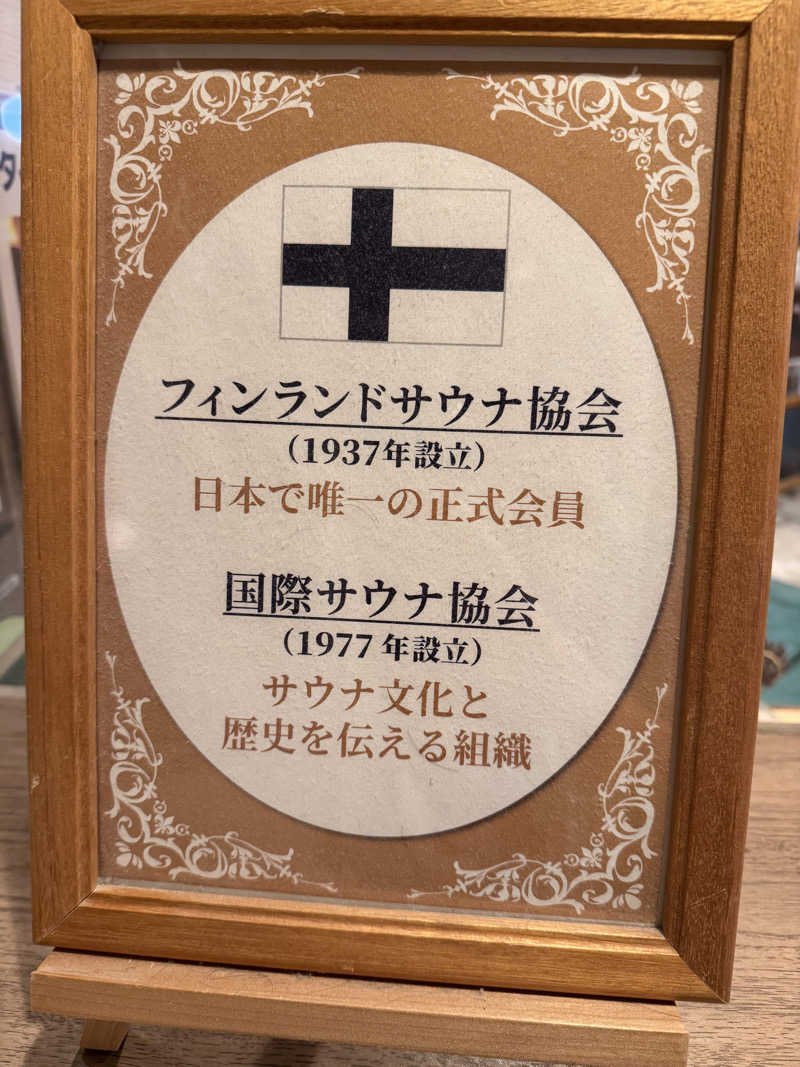 フィンランドサウナ協会
（1937年設立）
日本で唯一の正式会員
国際サウナ協会
（1977年設立）
サウナ文化と
歴史を伝える組織